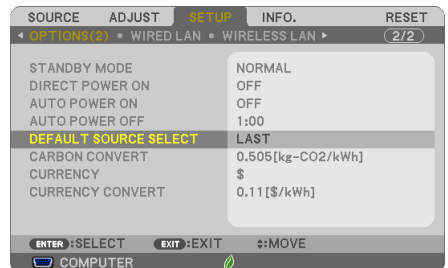 SOURCE ADJUST SETUP INFO. RESET
◀ OPTIONS(2) ● WIRED LAN ● WIRELESS LAN ▶ 2/2
STANDBY MODE NORMAL
DIRECT POWER ON OFF
AUTO POWER ON OFF
AUTO POWER OFF 1:00
DEFAULT SOURCE SELECT LAST
CARBON CONVERT 0.505[kg-CO2/kWh]
CURRENCY $
CURRENCY CONVERT 0.11[$/kWh]
ENTER :SELECT EXIT :EXIT ♦:MOVE
COMPUTER